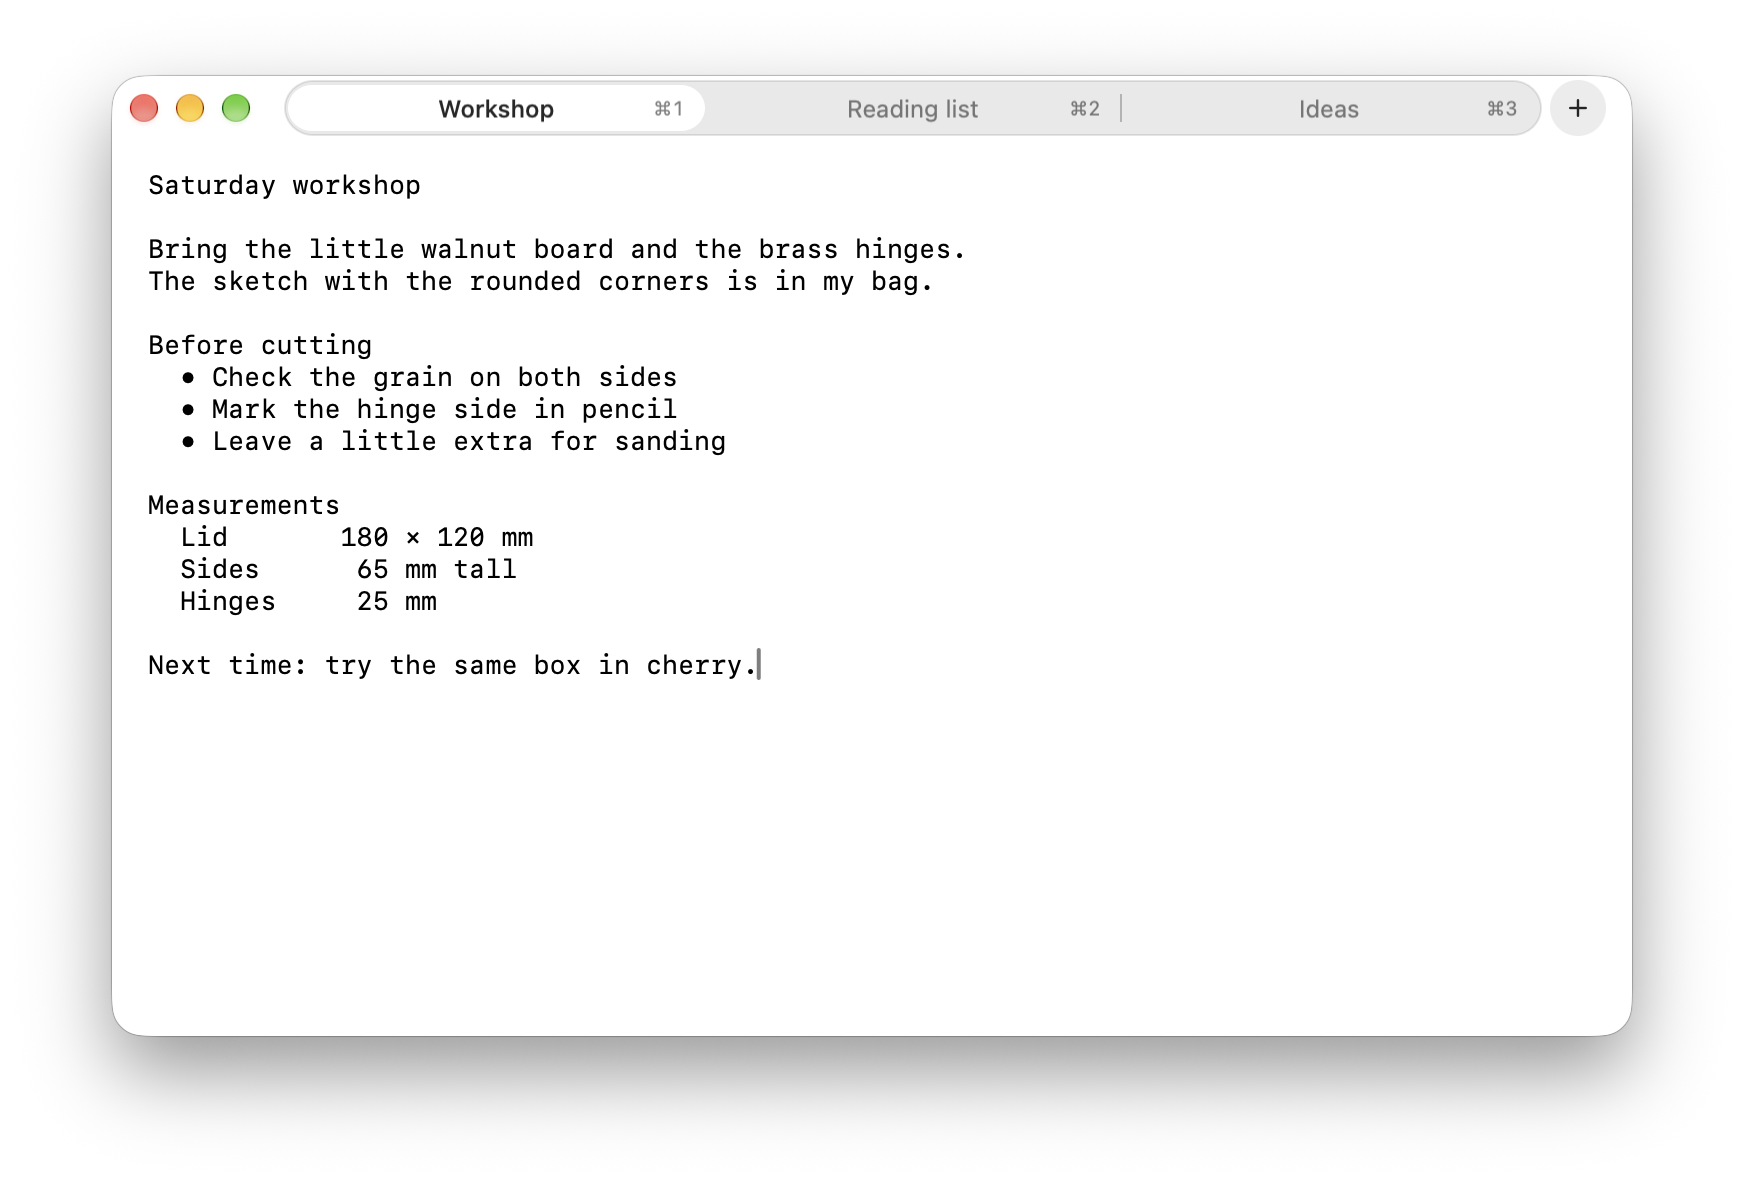 Workshop ⌘1 Reading list ⌘2 Ideas ⌘3 +
Saturday workshop
Bring the little walnut board and the brass hinges.
The sketch with the rounded corners is in my bag.
Before cutting
• Check the grain on both sides
• Mark the hinge side in pencil
• Leave a little extra for sanding
Measurements
Lid       180 × 120 mm
Sides      65 mm tall
Hinges     25 mm
Next time: try the same box in cherry.